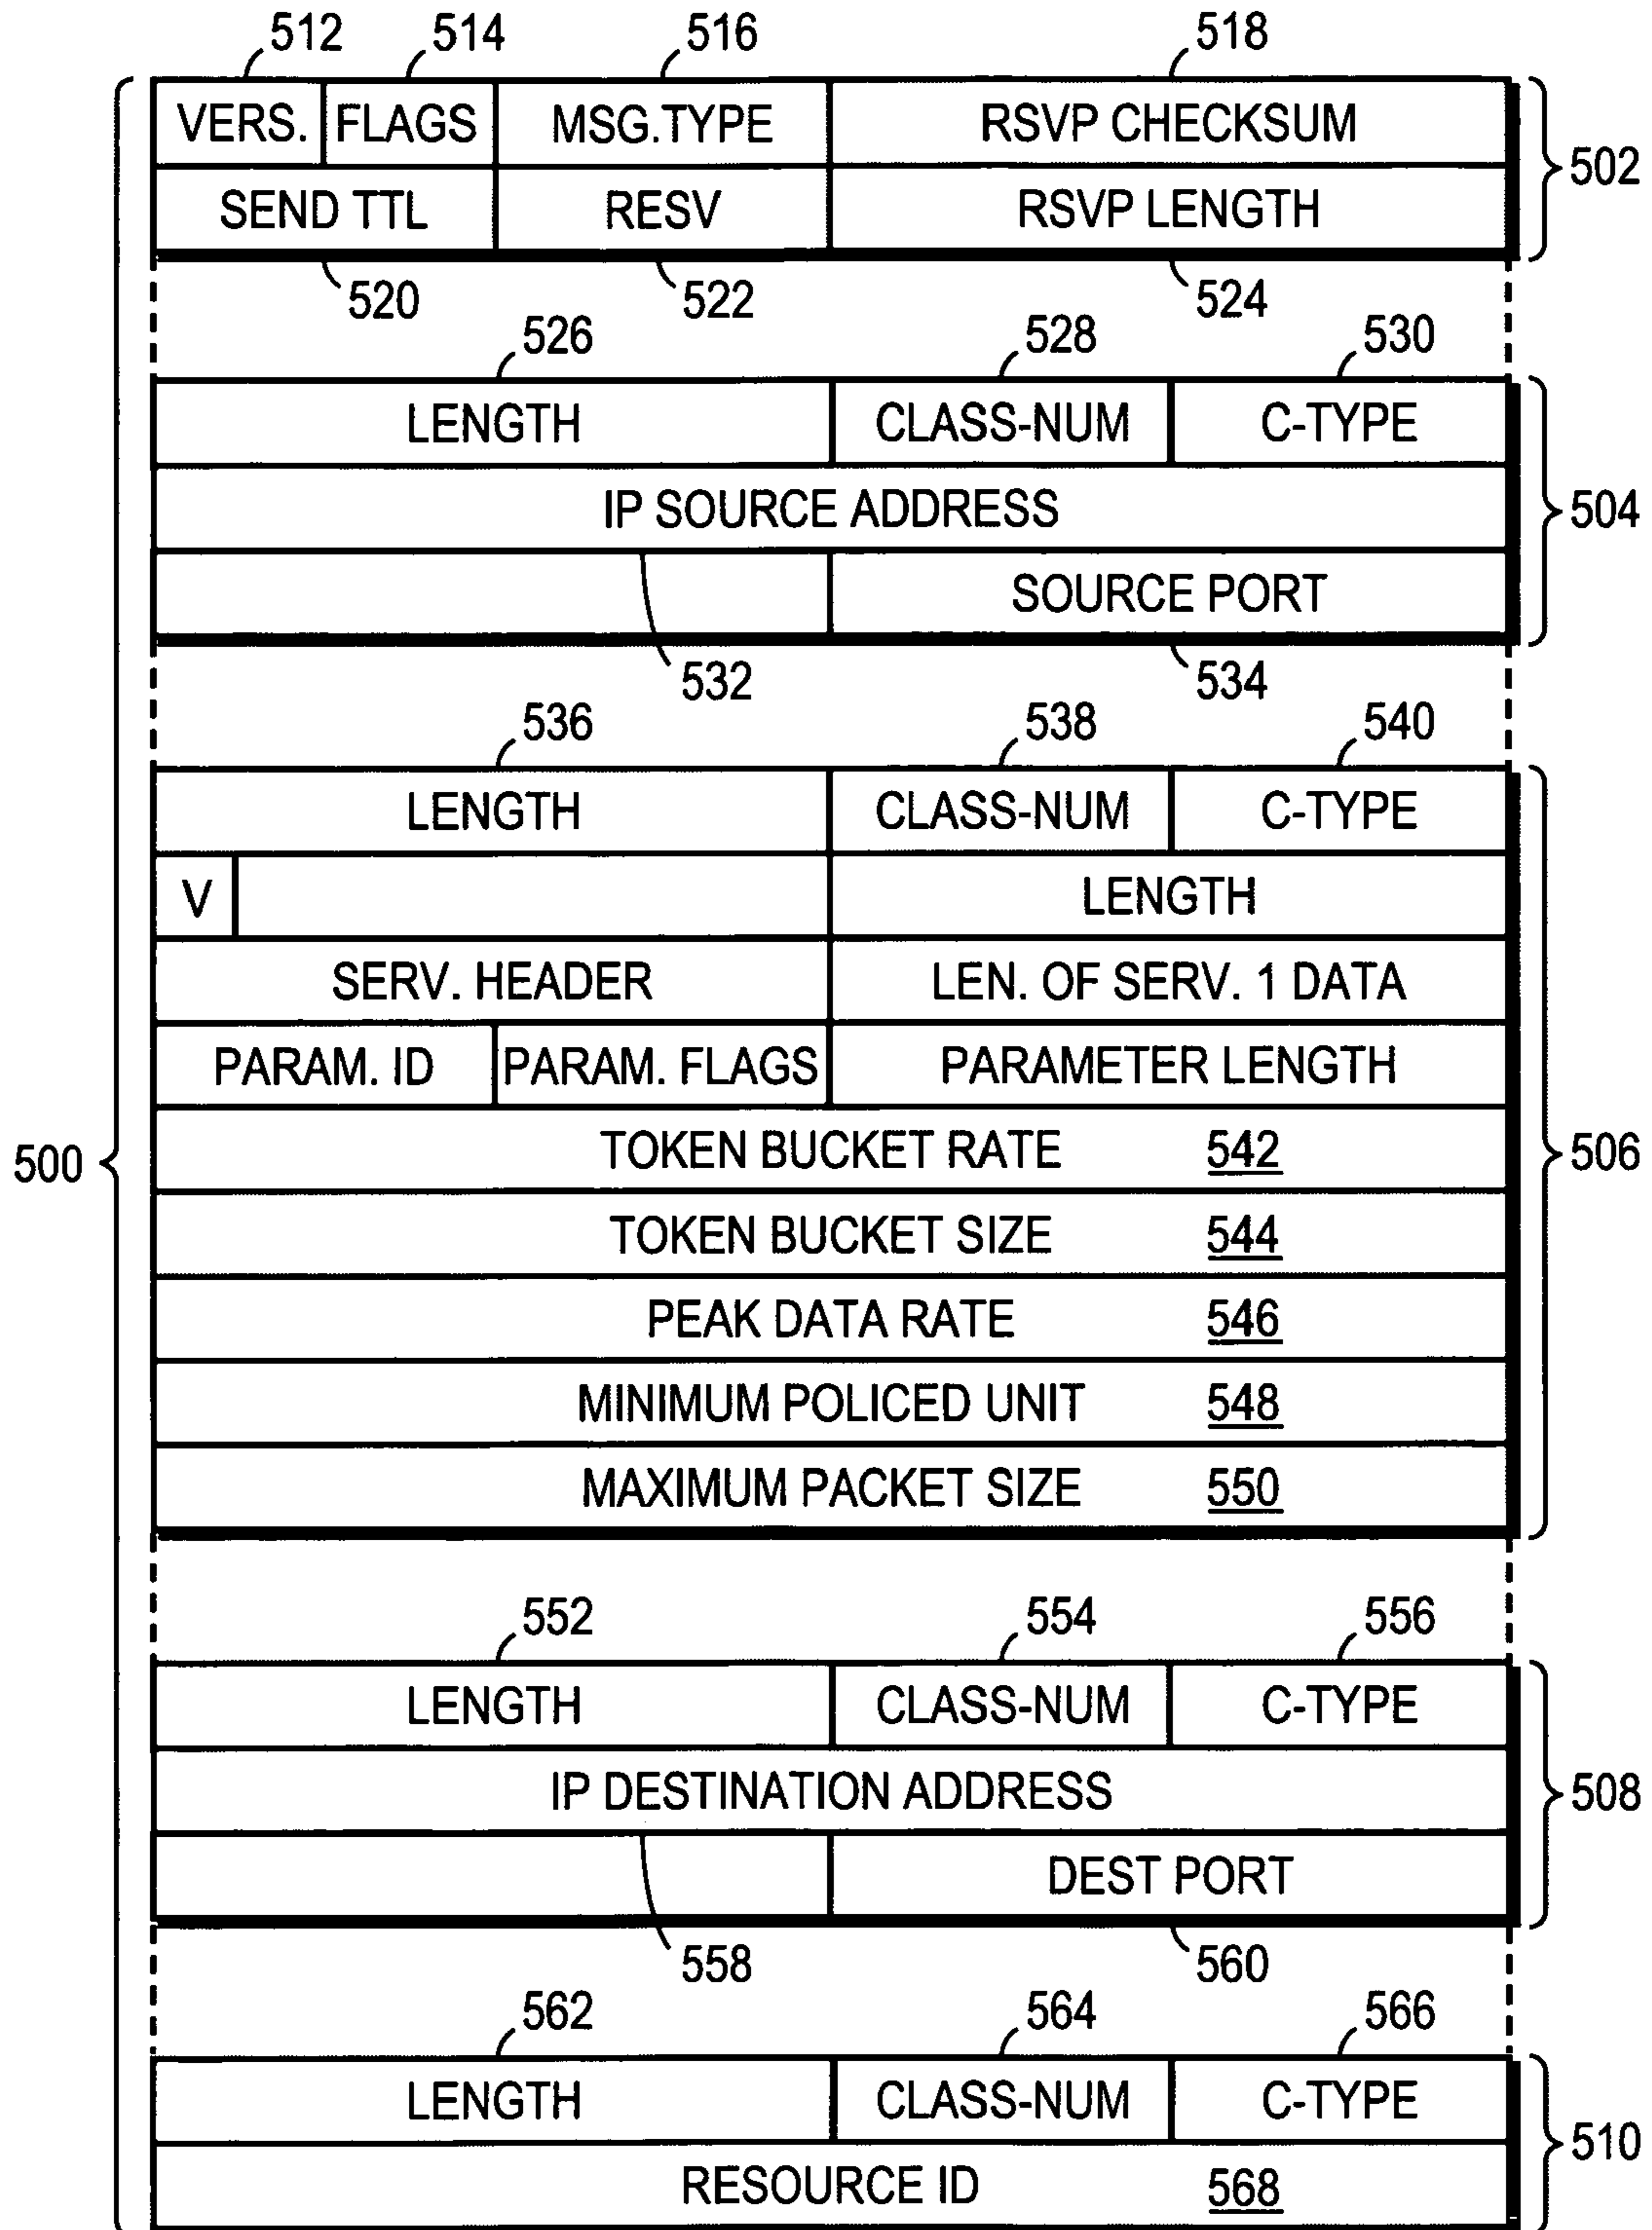 512 514 516 518
VERS. FLAGS MSG.TYPE RSVP CHECKSUM
502
SEND TTL RESV RSVP LENGTH
520 522 524
526 528 530
LENGTH CLASS-NUM C-TYPE
IP SOURCE ADDRESS
504
SOURCE PORT
532 534
536 538 540
LENGTH CLASS-NUM C-TYPE
V LENGTH
SERV. HEADER LEN. OF SERV. 1 DATA
PARAM. ID PARAM. FLAGS PARAMETER LENGTH
500 TOKEN BUCKET RATE 542 506
TOKEN BUCKET SIZE 544
PEAK DATA RATE 546
MINIMUM POLICED UNIT 548
MAXIMUM PACKET SIZE 550
552 554 556
LENGTH CLASS-NUM C-TYPE
IP DESTINATION ADDRESS 508
DEST PORT
558 560
562 564 566
LENGTH CLASS-NUM C-TYPE
510
RESOURCE ID 568